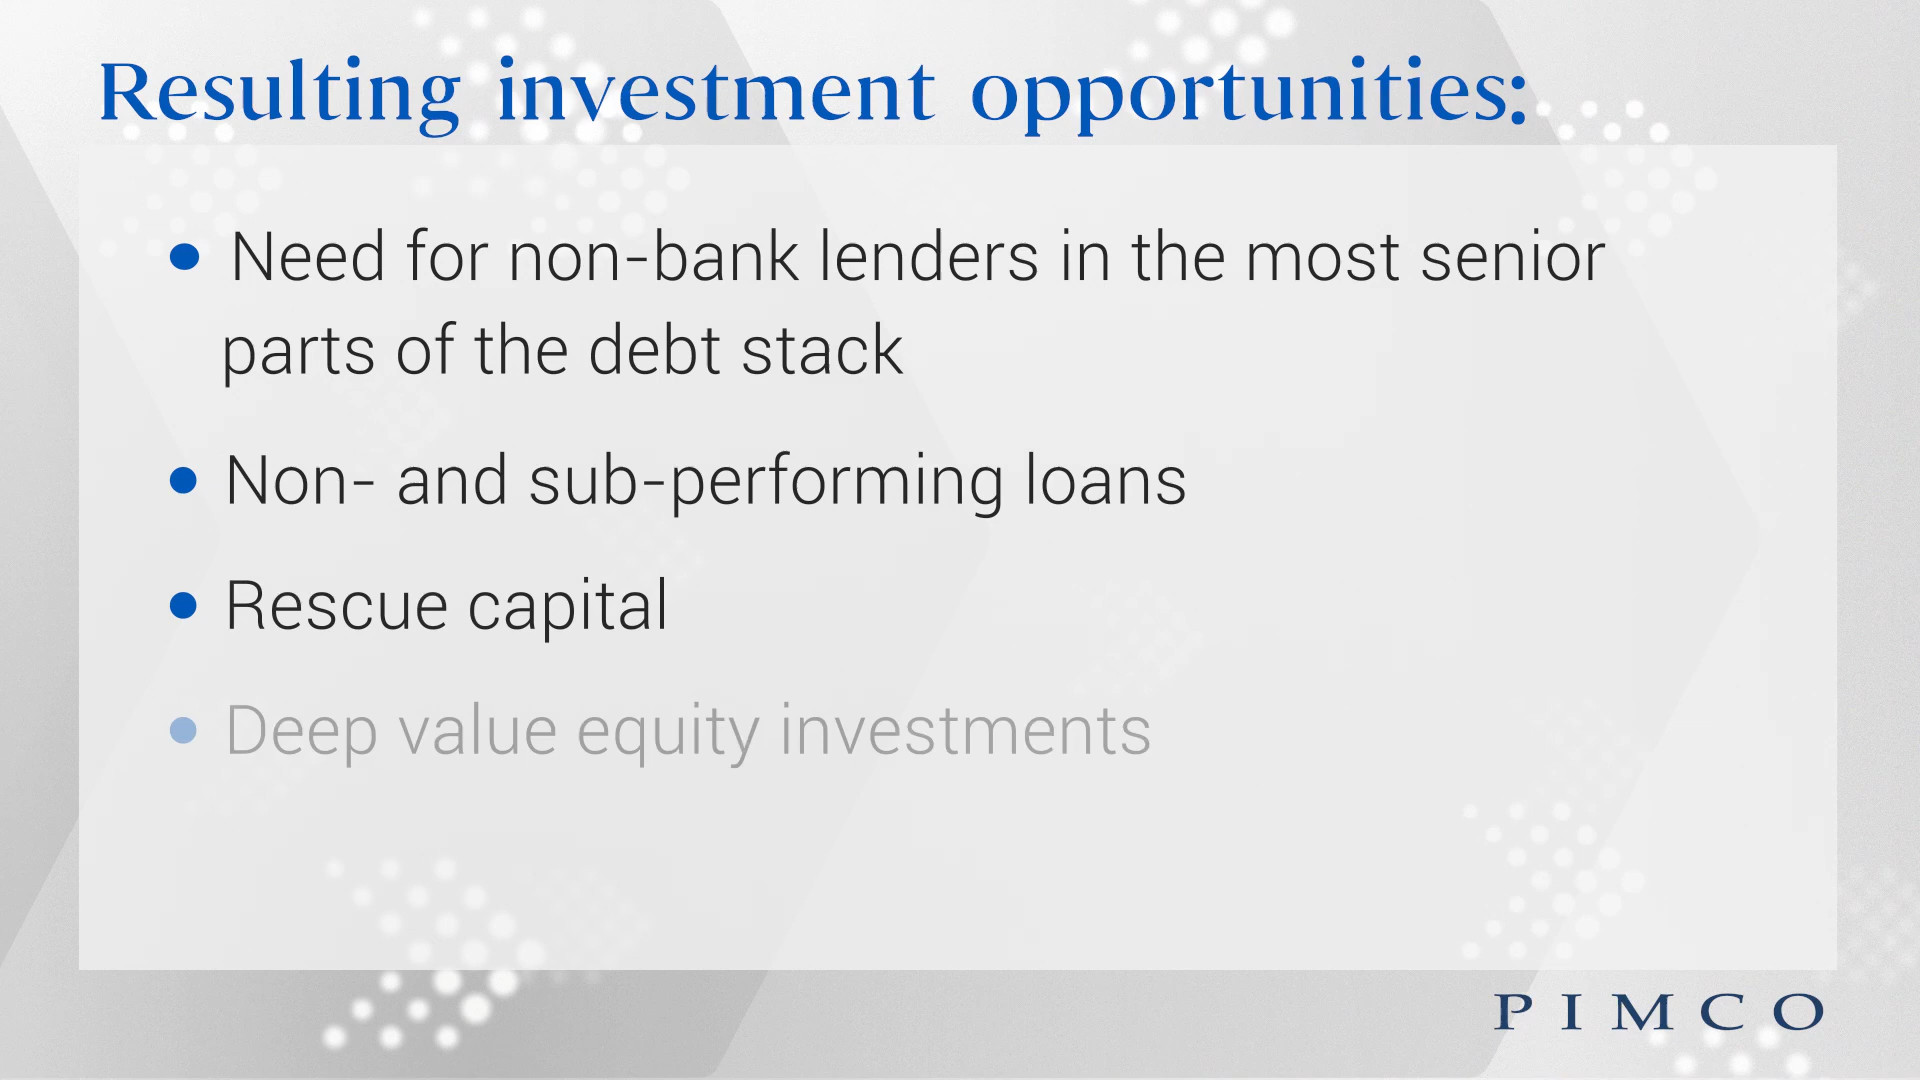 Resulting investment opportunities:
• Need for non-bank lenders in the most senior
parts of the debt stack
• Non- and sub-performing loans
• Rescue capital
• Deep value equity investments
PIMCO